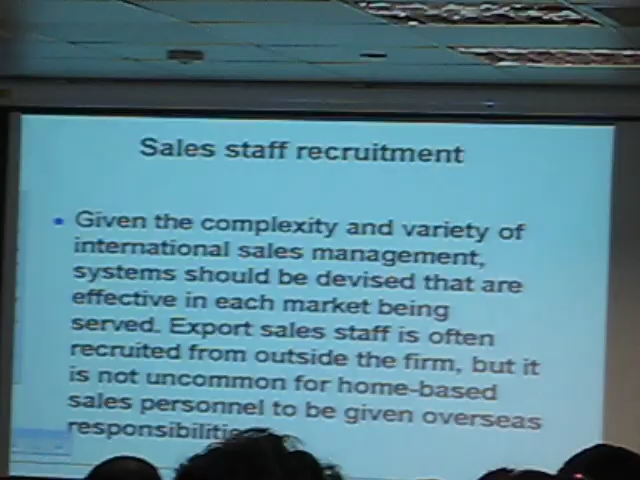 Sales staff recruitment
• Given the complexity and variety of
international sales management,
systems should be devised that are
effective in each market being
served. Export sales staff is often
recruited from outside the firm, but it
is not uncommon for home-based
sales personnel to be given overseas